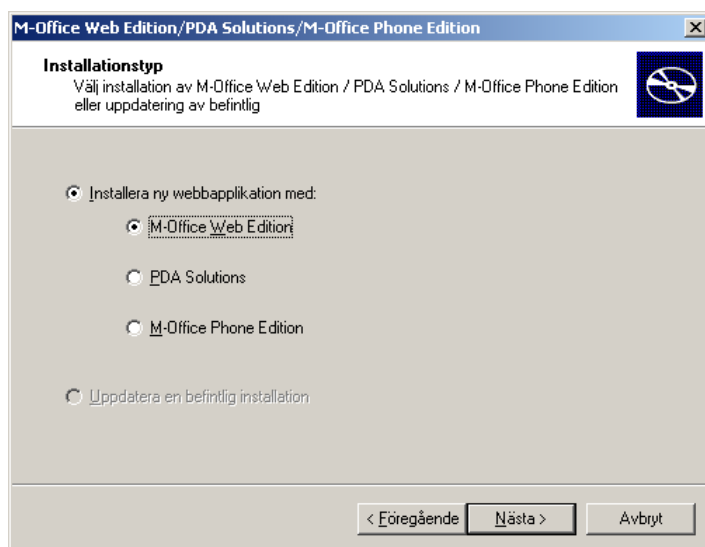 M-Office Web Edition/PDA Solutions/M-Office Phone Edition
Installationstyp
Välj installation av M-Office Web Edition / PDA Solutions / M-Office Phone Edition
eller uppdatering av befintlig
Installera ny webbapplikation med:
M-Office Web Edition
PDA Solutions
M-Office Phone Edition
Uppdatera en befintlig installation
< Föregående Nästa > Avbryt